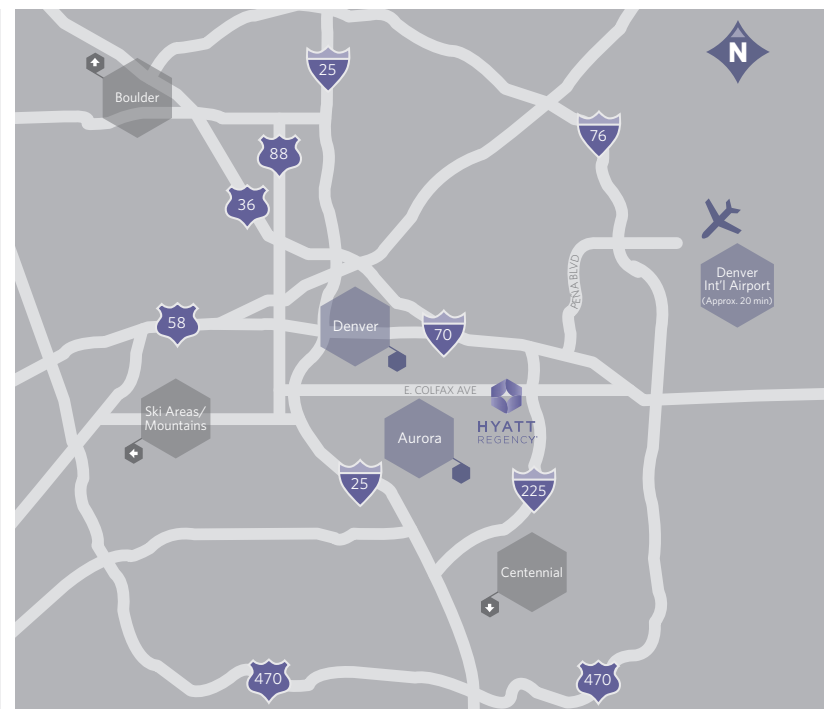 N
25
Boulder
76
88
36
PENA BLVD
Denver
Int'l Airport
(Approx. 20 min)
58
Denver
70
E. COLFAX AVE
Ski Areas/
Mountains
HYATT
REGENCY
Aurora
25
225
Centennial
470
470